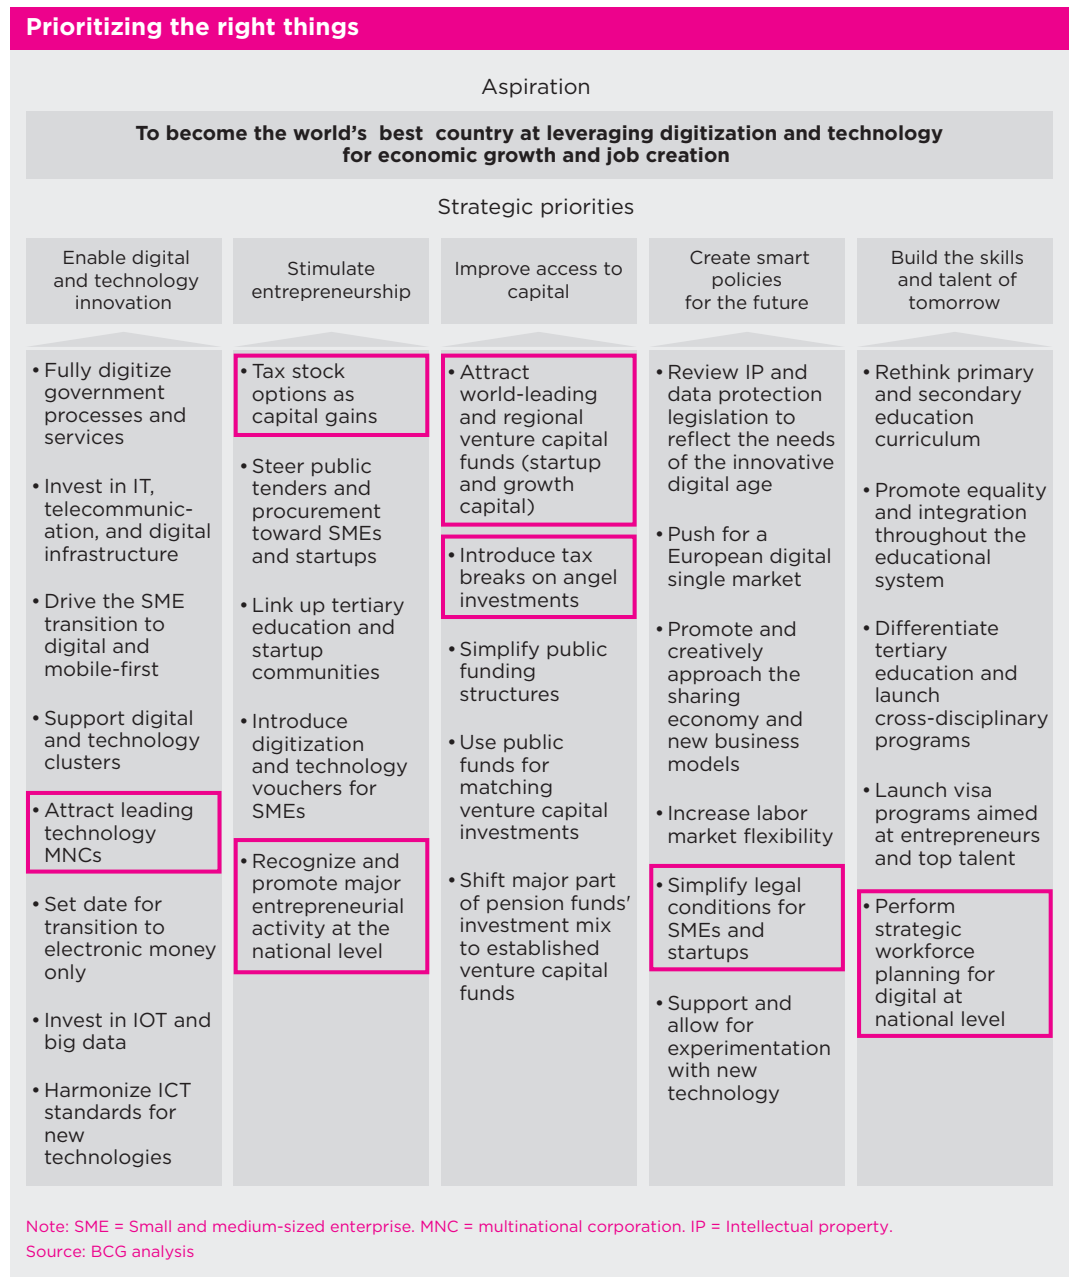 Prioritizing the right things
Aspiration
To become the world's best country at leveraging digitization and technology
for economic growth and job creation
Strategic priorities
Enable digital
and technology
innovation
Stimulate
entrepreneurship
Improve access to
capital
Create smart
policies
for the future
Build the skills
and talent of
tomorrow
• Fully digitize
government
processes and
services
• Invest in IT,
telecommunic-
ation, and digital
infrastructure
• Drive the SME
transition to
digital and
mobile-first
• Support digital
and technology
clusters
• Attract leading
technology
MNCs
• Set date for
transition to
electronic money
only
• Invest in IOT and
big data
• Harmonize ICT
standards for
new
technologies
• Tax stock
options as
capital gains
• Steer public
tenders and
procurement
toward SMEs
and startups
• Link up tertiary
education and
startup
communities
• Introduce
digitization
and technology
vouchers for
SMEs
• Recognize and
promote major
entrepreneurial
activity at the
national level
• Attract
world-leading
and regional
venture capital
funds (startup
and growth
capital)
• Introduce tax
breaks on angel
investments
• Simplify public
funding
structures
• Use public
funds for
matching
venture capital
investments
• Shift major part
of pension funds'
investment mix
to established
venture capital
funds
• Review IP and
data protection
legislation to
reflect the needs
of the innovative
digital age
• Push for a
European digital
single market
• Promote and
creatively
approach the
sharing
economy and
new business
models
• Increase labor
market flexibility
• Simplify legal
conditions for
SMEs and
startups
• Support and
allow for
experimentation
with new
technology
• Rethink primary
and secondary
education
curriculum
• Promote equality
and integration
throughout the
educational
system
• Differentiate
tertiary
education and
launch
cross-disciplinary
programs
• Launch visa
programs aimed
at entrepreneurs
and top talent
• Perform
strategic
workforce
planning for
digital at
national level
Note: SME = Small and medium-sized enterprise. MNC = multinational corporation. IP = Intellectual property.
Source: BCG analysis